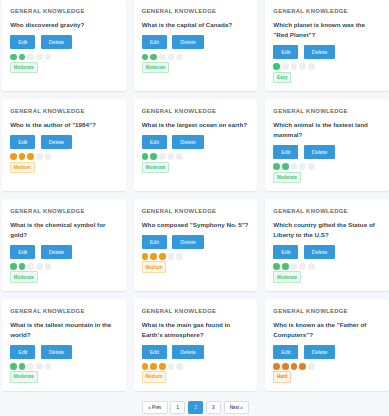 GENERAL KNOWLEDGE
Who discovered gravity?
Edit Delete
Moderate
GENERAL KNOWLEDGE
What is the capital of Canada?
Edit Delete
Moderate
GENERAL KNOWLEDGE
Which planet is known as the
"Red Planet"?
Edit Delete
Easy
GENERAL KNOWLEDGE
Who is the author of "1984"?
Edit Delete
Medium
GENERAL KNOWLEDGE
What is the largest ocean on earth?
Edit Delete
Moderate
GENERAL KNOWLEDGE
Which animal is the fastest land
mammal?
Edit Delete
Moderate
GENERAL KNOWLEDGE
What is the chemical symbol for
gold?
Edit Delete
Moderate
GENERAL KNOWLEDGE
Who composed "Symphony No. 5"?
Edit Delete
Medium
GENERAL KNOWLEDGE
Which country gifted the Statue of
Liberty to the U.S?
Edit Delete
Moderate
GENERAL KNOWLEDGE
What is the tallest mountain in the
world?
Edit Delete
Moderate
GENERAL KNOWLEDGE
What is the main gas found in
Earth's atmosphere?
Edit Delete
Medium
GENERAL KNOWLEDGE
Who is known as the "Father of
Computers"?
Edit Delete
Hard
« Prev 1 2 3 Next »